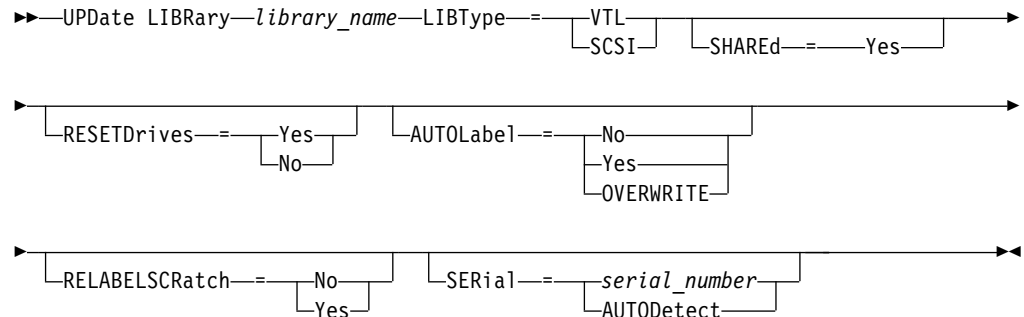 UPDate LIBRary library_name LIBType = VTL
SCSI
SHAREd = Yes
RESETDrives = Yes
No
AUTOLabel = No
Yes
OVERWRITE
RELABELSCRatch = No
Yes
SERial = serial_number
AUTODetect